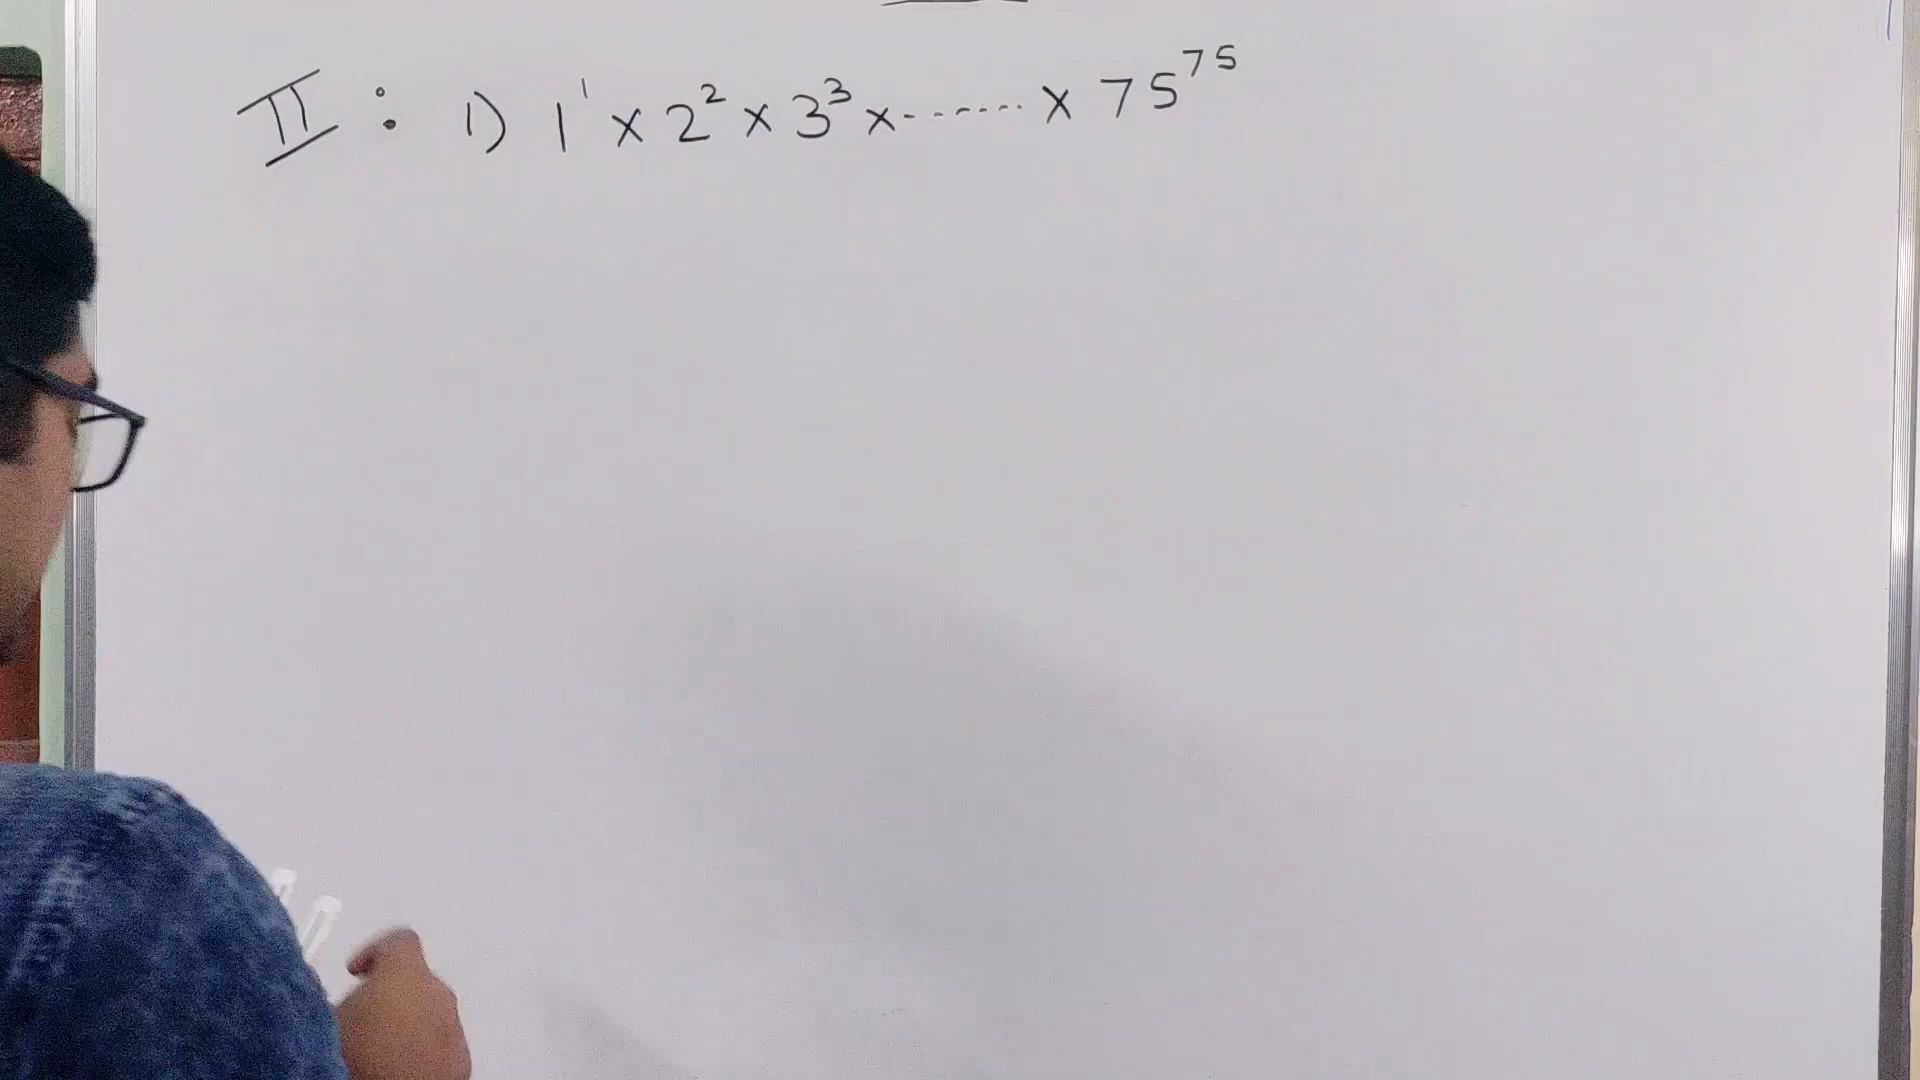 II : 1) 1¹ × 2² × 3³ × ....... × 75⁷⁵